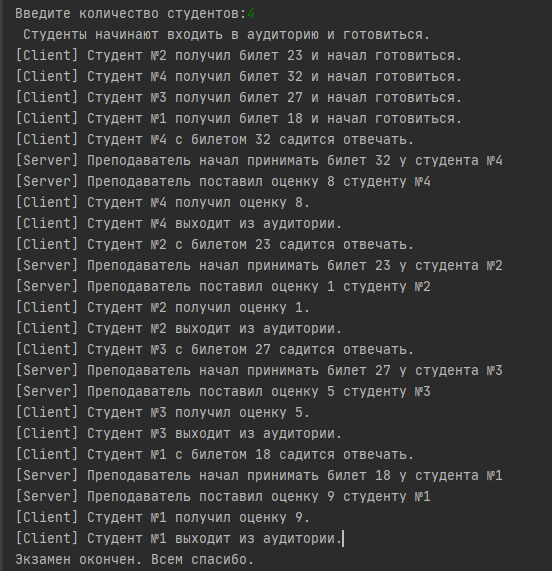 Введите количество студентов:4
Студенты начинают входить в аудиторию и готовиться.
[Client] Студент №2 получил билет 23 и начал готовиться.
[Client] Студент №4 получил билет 32 и начал готовиться.
[Client] Студент №3 получил билет 27 и начал готовиться.
[Client] Студент №1 получил билет 18 и начал готовиться.
[Client] Студент №4 с билетом 32 садится отвечать.
[Server] Преподаватель начал принимать билет 32 у студента №4
[Server] Преподаватель поставил оценку 8 студенту №4
[Client] Студент №4 получил оценку 8.
[Client] Студент №4 выходит из аудитории.
[Client] Студент №2 с билетом 23 садится отвечать.
[Server] Преподаватель начал принимать билет 23 у студента №2
[Server] Преподаватель поставил оценку 1 студенту №2
[Client] Студент №2 получил оценку 1.
[Client] Студент №2 выходит из аудитории.
[Client] Студент №3 с билетом 27 садится отвечать.
[Server] Преподаватель начал принимать билет 27 у студента №3
[Server] Преподаватель поставил оценку 5 студенту №3
[Client] Студент №3 получил оценку 5.
[Client] Студент №3 выходит из аудитории.
[Client] Студент №1 с билетом 18 садится отвечать.
[Server] Преподаватель начал принимать билет 18 у студента №1
[Server] Преподаватель поставил оценку 9 студенту №1
[Client] Студент №1 получил оценку 9.
[Client] Студент №1 выходит из аудитории.
Экзамен окончен. Всем спасибо.